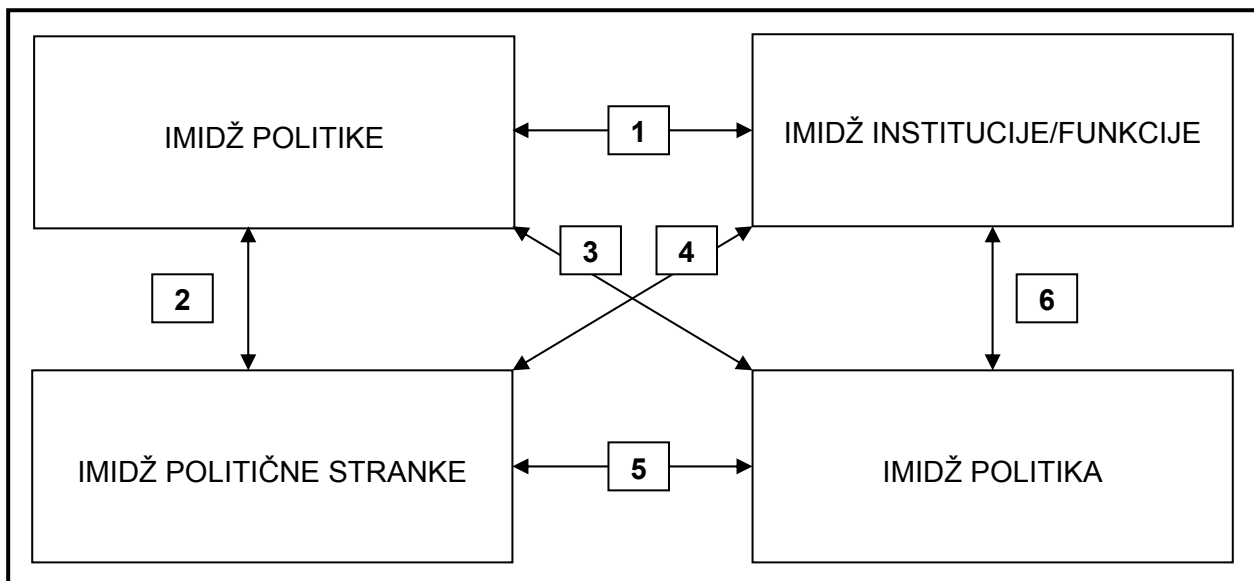 IMIDŽ POLITIKE
1
IMIDŽ INSTITUCIJE/FUNKCIJE
2
3
4
6
IMIDŽ POLITIČNE STRANKE
5
IMIDŽ POLITIKA